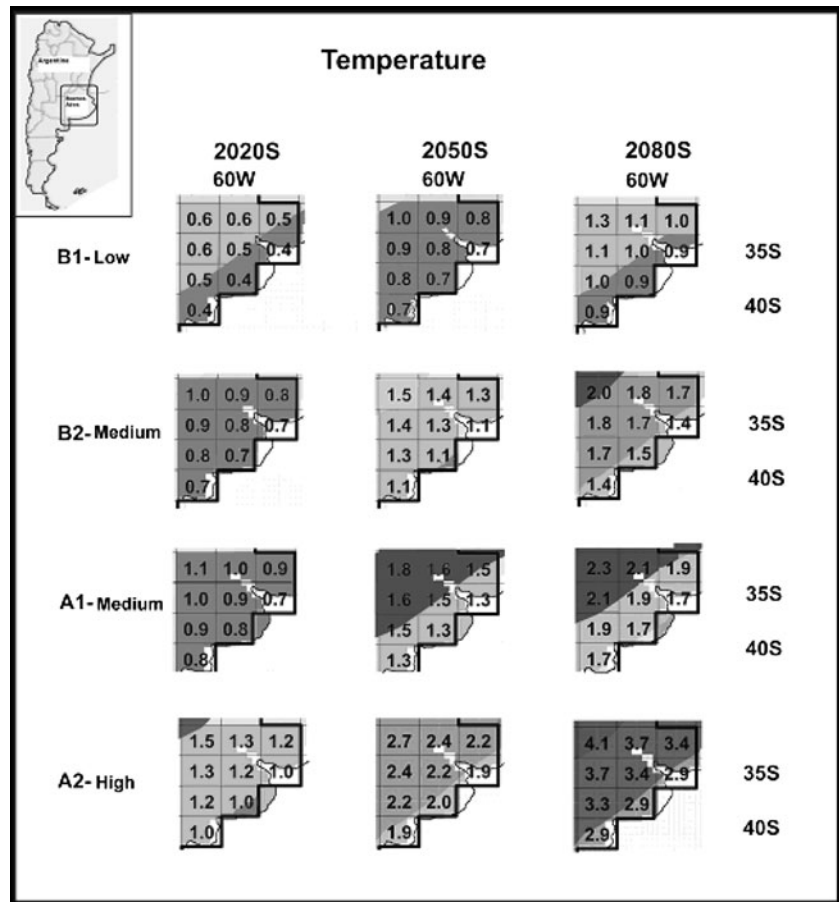 Argentina
Buenos
Aires
Temperature
2020S 2050S 2080S
60W 60W 60W
0.6 0.6 0.5 1.0 0.9 0.8 1.3 1.1 1.0
B1-Low 0.6 0.5 0.4 0.9 0.8 0.7 1.1 1.0 0.9 35S
0.5 0.4 0.8 0.7 1.0 0.9
0.4 0.7 0.9 40S
1.0 0.9 0.8 1.5 1.4 1.3 2.0 1.8 1.7
B2-Medium 0.9 0.8 0.7 1.4 1.3 1.1 1.8 1.7 1.4 35S
0.8 0.7 1.3 1.1 1.7 1.5
0.7 1.1 1.4 40S
1.1 1.0 0.9 1.8 1.6 1.5 2.3 2.1 1.9
A1-Medium 1.0 0.9 0.7 1.6 1.5 1.3 2.1 1.9 1.7 35S
0.9 0.8 1.5 1.3 1.9 1.7
0.8 1.3 1.7 40S
1.5 1.3 1.2 2.7 2.4 2.2 4.1 3.7 3.4
A2-High 1.3 1.2 1.0 2.4 2.2 1.9 3.7 3.4 2.9 35S
1.2 1.0 2.2 2.0 3.3 2.9
1.0 1.9 2.9 40S